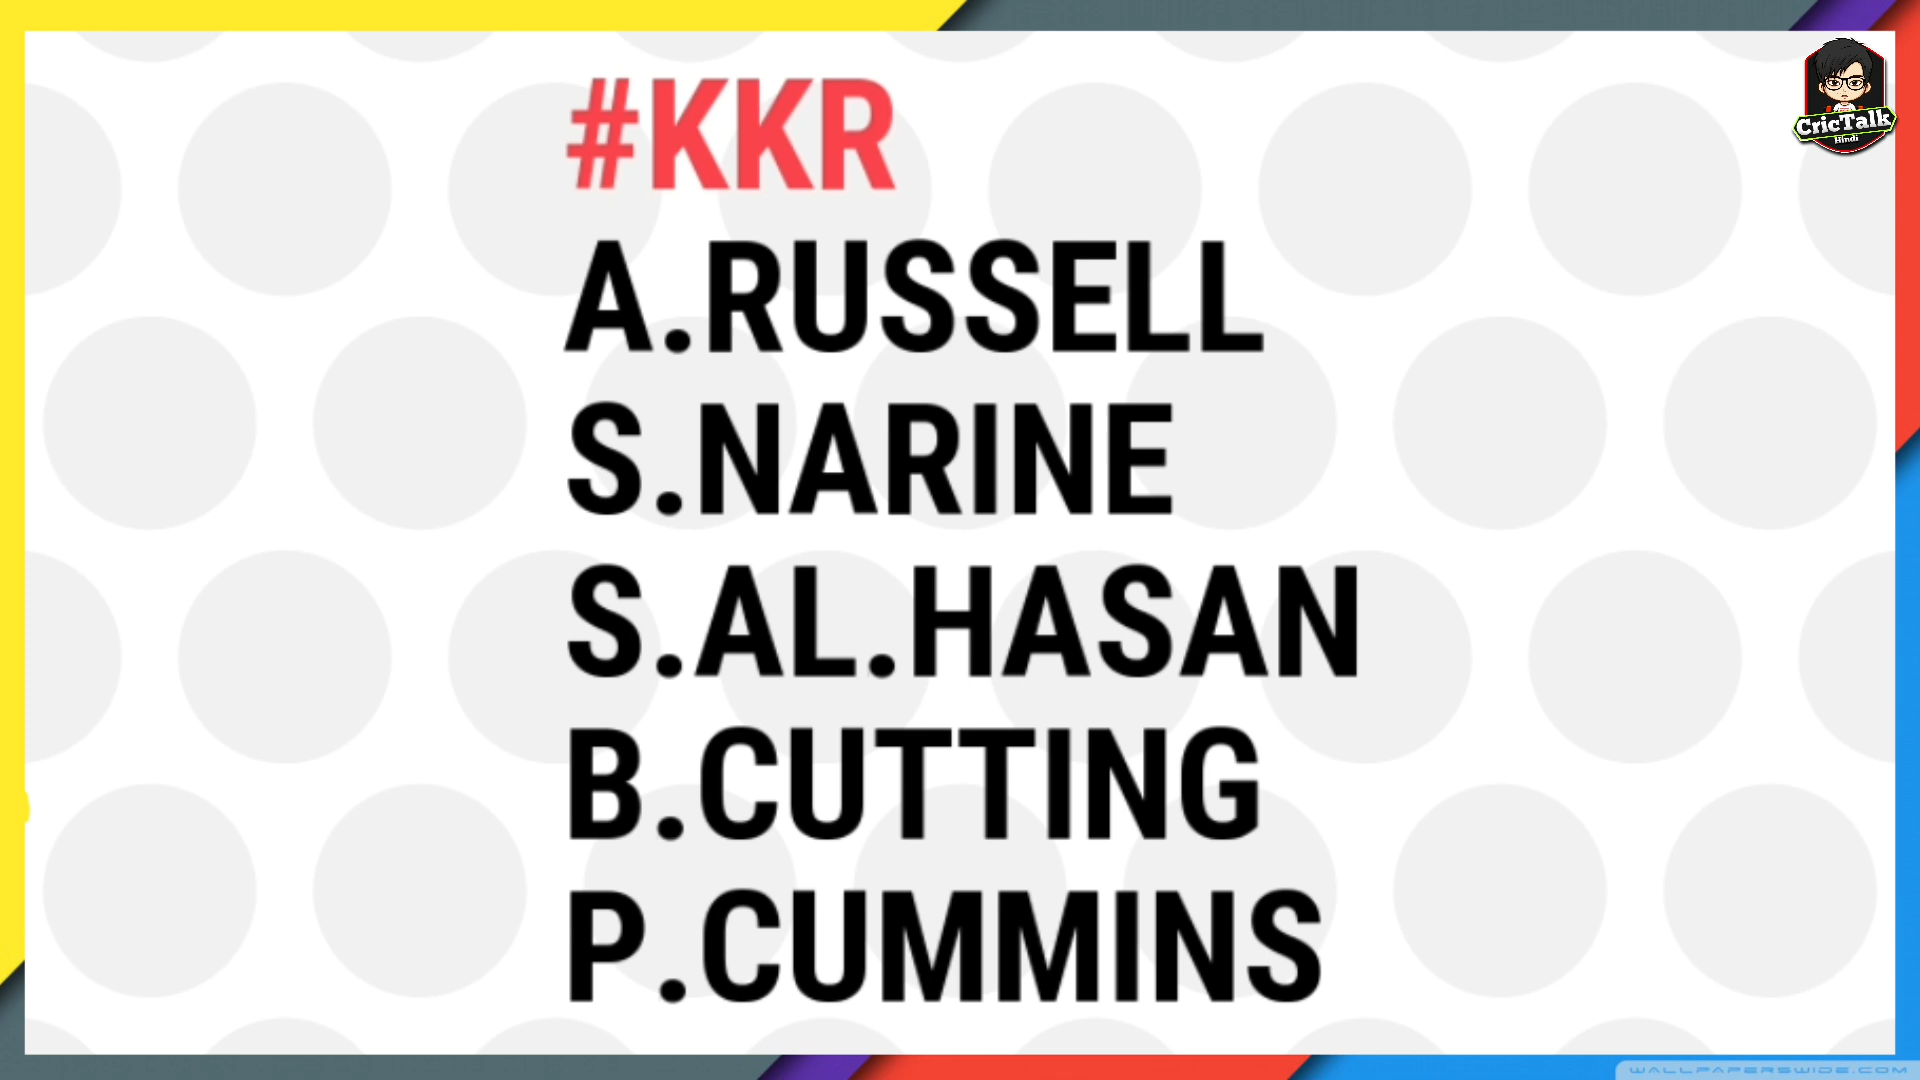 #KKR
CricTalk
Hindi
A.RUSSELL
S.NARINE
S.AL.HASAN
B.CUTTING
P.CUMMINS
WALLPAPERSWIDE.COM